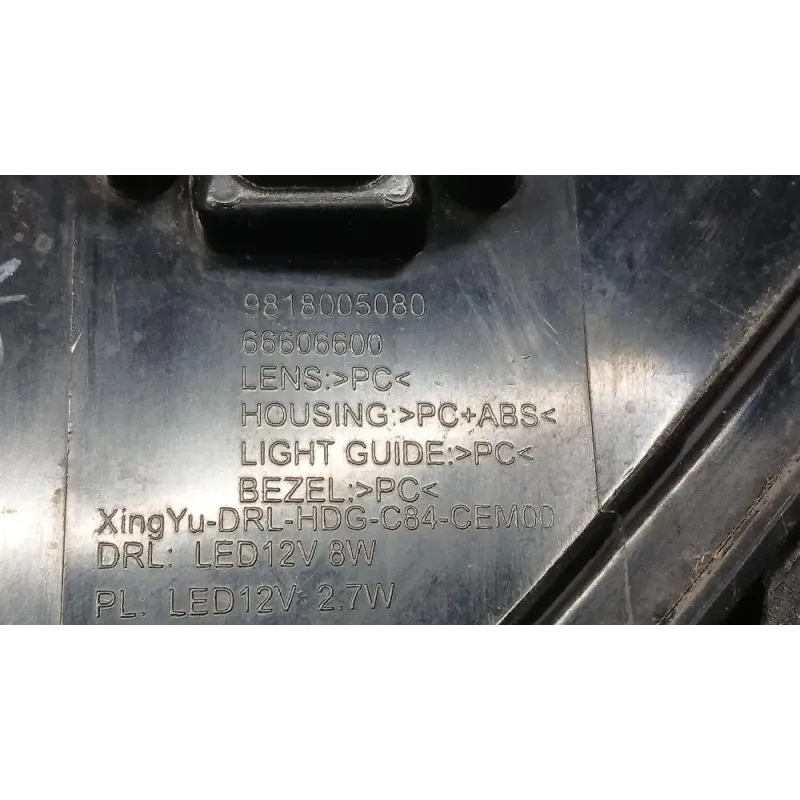 9818005080
66606600
LENS:>PC<
HOUSING:>PC+ABS<
LIGHT GUIDE:>PC<
BEZEL:>PC<
XingYu-DRL-HDG-C84-CEM00
DRL: LED12V 8W
PL: LED12V 2.7W